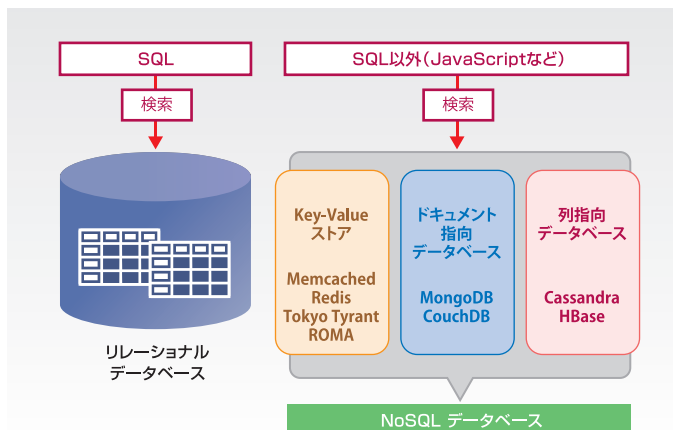 SQL
検索
リレーショナル
データベース
SQL以外(JavaScriptなど)
検索
Key-Value
ストア
Memcached
Redis
Tokyo Tyrant
ROMA
ドキュメント
指向
データベース
MongoDB
CouchDB
列指向
データベース
Cassandra
HBase
NoSQL データベース